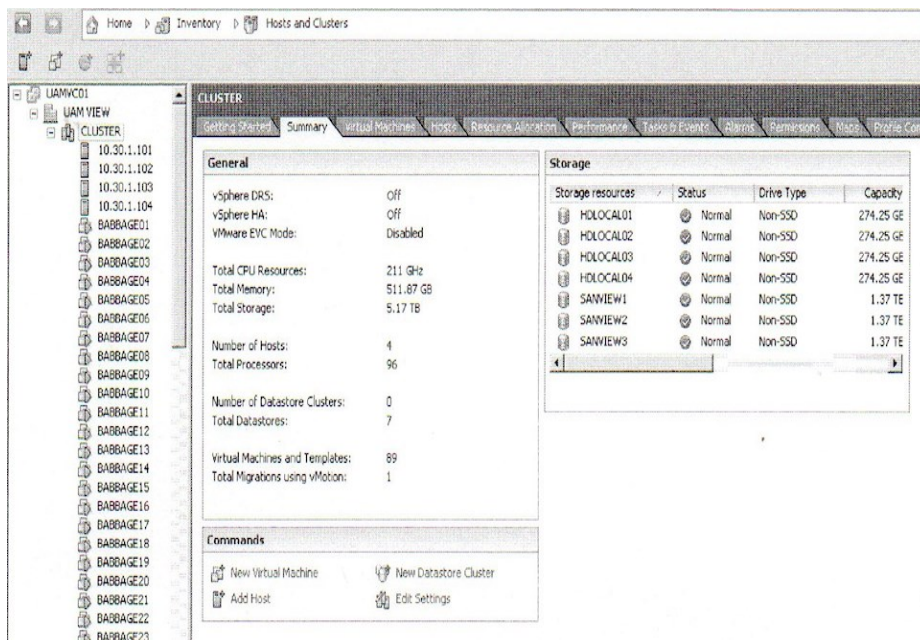 Home Inventory Hosts and Clusters
UAMVC01
UAM VIEW
CLUSTER
10.30.1.101
10.30.1.102
10.30.1.103
10.30.1.104
BABBAGE01
BABBAGE02
BABBAGE03
BABBAGE04
BABBAGE05
BABBAGE06
BABBAGE07
BABBAGE08
BABBAGE09
BABBAGE10
BABBAGE11
BABBAGE12
BABBAGE13
BABBAGE14
BABBAGE15
BABBAGE16
BABBAGE17
BABBAGE18
BABBAGE19
BABBAGE20
BABBAGE21
BABBAGE22
BABBAGE23
CLUSTER
Getting Started Summary Virtual Machines Hosts Resource Allocation Performance Tasks & Events Alarms Permissions Maps Profile Co
General
vSphere DRS: Off
vSphere HA: Off
VMware EVC Mode: Disabled
Total CPU Resources: 211 GHz
Total Memory: 511.87 GB
Total Storage: 5.17 TB
Number of Hosts: 4
Total Processors: 96
Number of Datastore Clusters: 0
Total Datastores: 7
Virtual Machines and Templates: 89
Total Migrations using vMotion: 1
Commands
New Virtual Machine New Datastore Cluster
Add Host Edit Settings
Storage
Storage resources Status Drive Type Capacity
HDLOCAL01 Normal Non-SSD 274.25 GE
HDLOCAL02 Normal Non-SSD 274.25 GE
HDLOCAL03 Normal Non-SSD 274.25 GE
HDLOCAL04 Normal Non-SSD 274.25 GE
SANVIEW1 Normal Non-SSD 1.37 TE
SANVIEW2 Normal Non-SSD 1.37 TE
SANVIEW3 Normal Non-SSD 1.37 TE